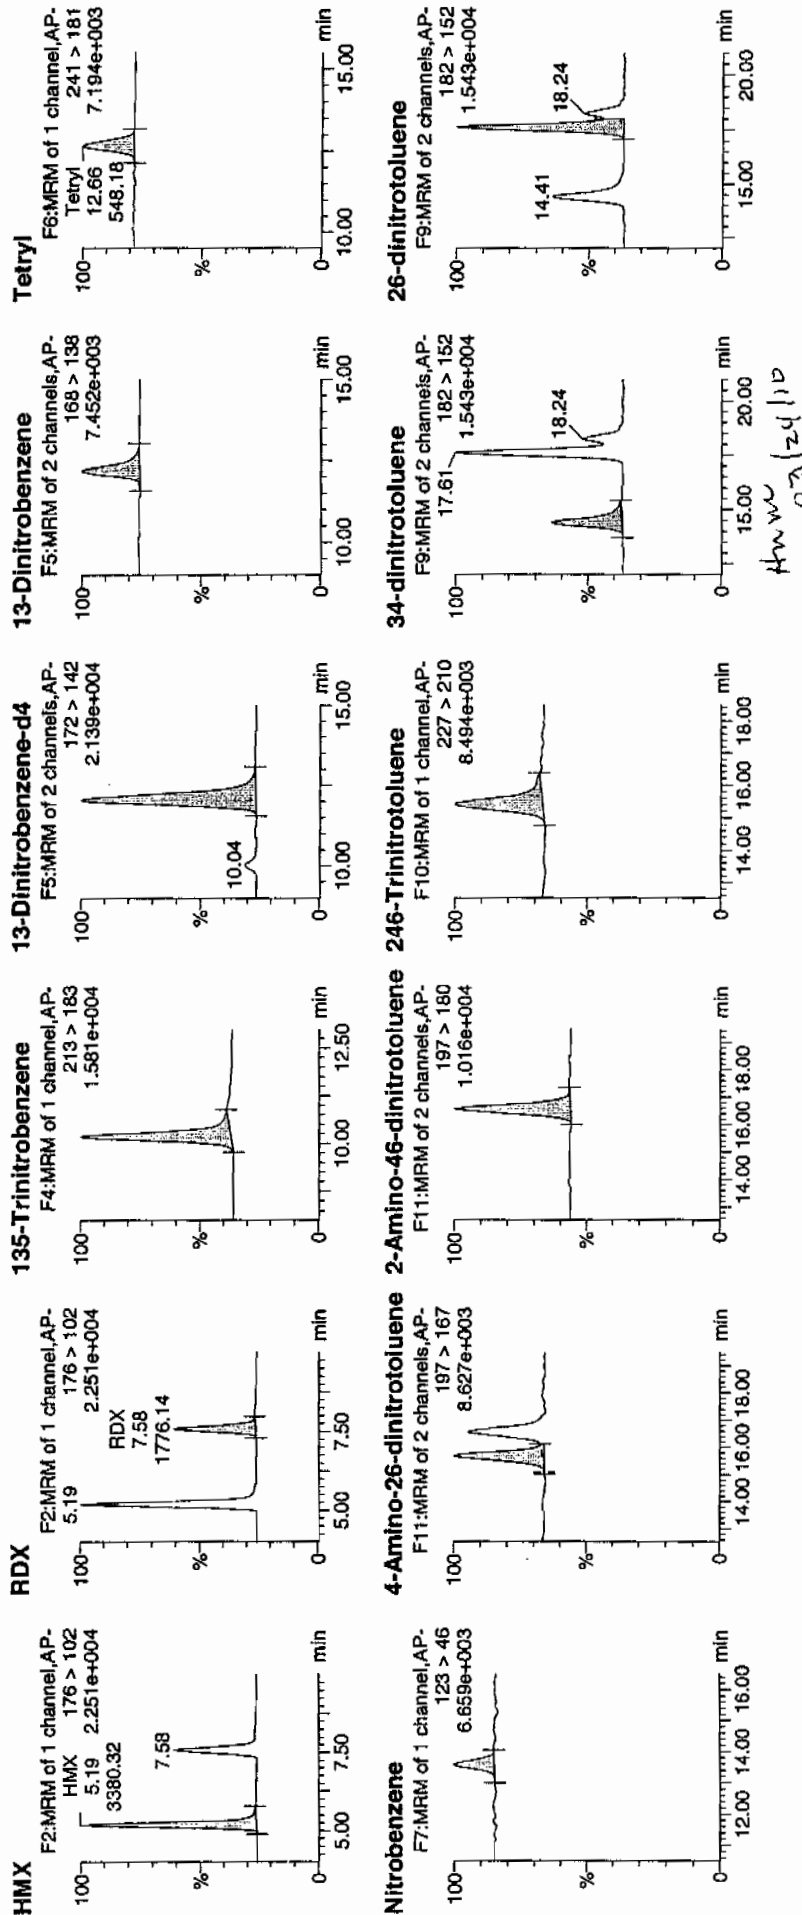 HMX
F2:MRM of 1 channel,AP-
176 > 102
2.251e+004
HMX
5.19
3380.32
7.58
100
%
0
5.00
7.50
min
RDX
F2:MRM of 1 channel,AP-
176 > 102
2.251e+004
5.19
RDX
7.58
1776.14
100
%
0
5.00
7.50
min
135-Trinitrobenzene
F4:MRM of 1 channel,AP-
213 > 183
1.581e+004
100
%
0
10.00
12.50
min
13-Dinitrobenzene-d4
F5:MRM of 2 channels,AP-
172 > 142
2.139e+004
10.04
100
%
0
10.00
15.00
min
13-Dinitrobenzene
F5:MRM of 2 channels,AP-
168 > 138
7.452e+003
100
%
0
10.00
15.00
min
Tetryl
F6:MRM of 1 channel,AP-
241 > 181
7.194e+003
Tetryl
12.66
548.18
100
%
0
10.00
15.00
min
Nitrobenzene
F7:MRM of 1 channel,AP-
123 > 46
6.659e+003
100
%
0
12.00
14.00
16.00
min
4-Amino-26-dinitrotoluene
F11:MRM of 2 channels,AP-
197 > 167
8.627e+003
100
%
0
14.00
16.00
18.00
min
2-Amino-46-dinitrotoluene
F11:MRM of 2 channels,AP-
197 > 180
1.016e+004
100
%
0
14.00
16.00
18.00
min
246-Trinitrotoluene
F10:MRM of 1 channel,AP-
227 > 210
8.494e+003
100
%
0
14.00
16.00
18.00
min
34-dinitrotoluene
F9:MRM of 2 channels,AP-
182 > 152
1.543e+004
17.61
18.24
100
%
0
15.00
20.00
min
26-dinitrotoluene
F9:MRM of 2 channels,AP-
182 > 152
1.543e+004
14.41
18.24
100
%
0
15.00
20.00
min